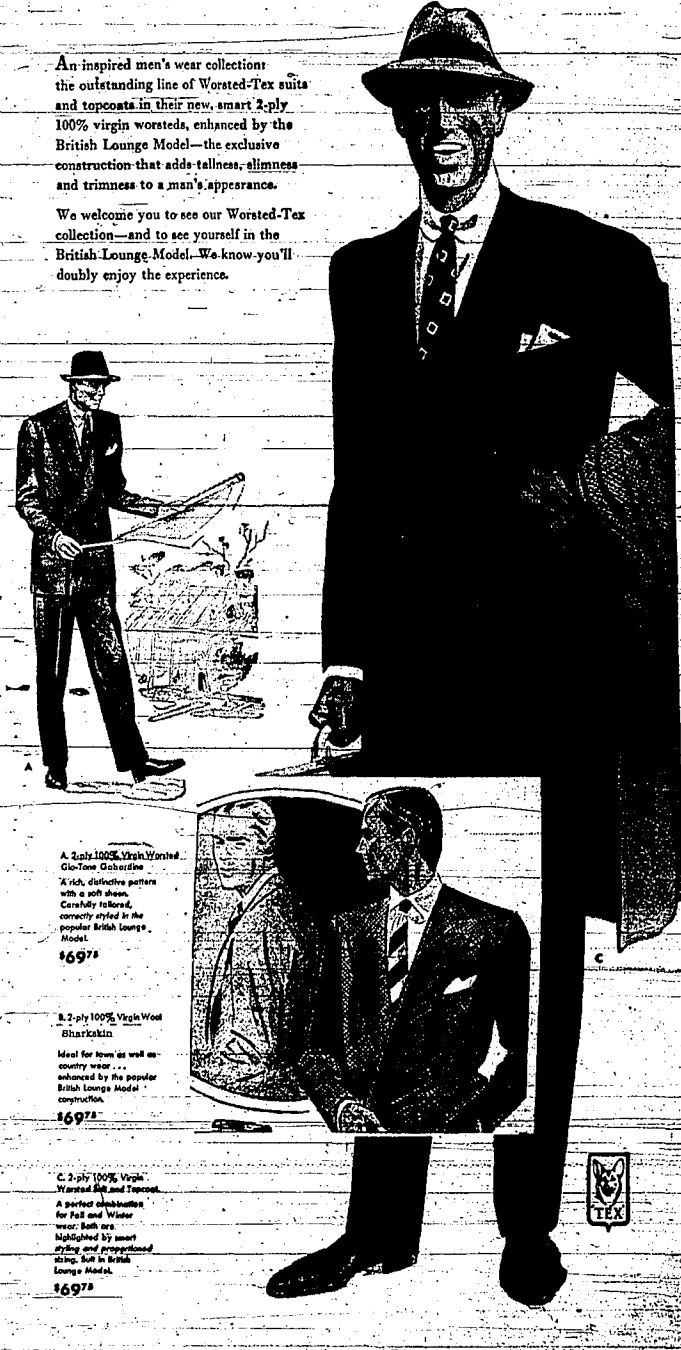 An inspired men's wear collection:
the outstanding line of Worsted-Tex suits
and topcoats in their new, smart 2-ply
100% virgin worsteds, enhanced by the
British Lounge Model—the exclusive
construction that adds tallness, slimness
and trimness to a man's appearance.
We welcome you to see our Worsted-Tex
collection—and to see yourself in the
British Lounge Model. We know you'll
doubly enjoy the experience.
A
A. 2-ply 100% Virgin Worsted
Glo-Tone Gabardine
A rich, distinctive pattern
with a soft sheen.
Carefully tailored,
correctly styled in the
popular British Lounge
Model.
$69.75
C
B. 2-ply 100% Virgin Wool
Sharkskin
Ideal for town as well as
country wear . . .
enhanced by the popular
British Lounge Model
construction.
$69.75
C. 2-ply 100% Virgin
Worsted Suit and Topcoat.
A perfect combination
for Fall and Winter
wear. Both are
highlighted by smart
styling and proportioned
sizing. Suit in British
Lounge Model.
$69.75
TEX